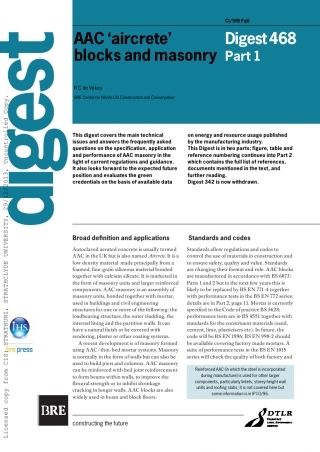 CI/SfB Fa6
digest
AAC ‘aircrete’
blocks and masonry
Digest 468
Part 1
R C de Vekey
BRE Centre for Whole Life Construction and Conservation
This digest covers the main technical
issues and answers the frequently asked
questions on the specification, application
and performance of AAC masonry in the
light of current regulations and guidance.
It also looks forward to the expected future
position and evaluates the green
credentials on the basis of available data
on energy and resource usage published
by the manufacturing industry.
This Digest is in two parts; figure, table and
reference numbering continues into Part 2
which contains the full list of references,
documents mentioned in the text, and
further reading.
Digest 342 is now withdrawn.
Broad definition and applications
Autoclaved aerated concrete is usually termed
AAC in the UK but is also named Aircrete. It is a
low density material made principally from a
foamed, fine-grain siliceous material bonded
together with calcium silicate. It is marketed in
the form of masonry units and larger reinforced
components. AAC masonry is an assembly of
masonry units, bonded together with mortar,
used in buildings and civil engineering
structures for one or more of the following: the
loadbearing structure, the outer cladding, the
internal lining and the partition walls. It can
have a natural finish or be covered with
rendering, plaster or other coating systems.
A recent development is of masonry formed
using AAC/thin-bed mortar systems. Masonry
is normally in the form of walls but can also be
used to build piers and columns. AAC masonry
can be reinforced with bed joint reinforcement
to form beams within walls, to improve the
flexural strength or to inhibit shrinkage
cracking in longer walls. AAC blocks are also
widely used in beam and block floors.
Standards and codes
Standards allow regulations and codes to
control the use of materials in construction and
to ensure safety, quality and value. Standards
are changing their format and role. AAC blocks
are manufactured in accordance with BS 6073:
Parts 1 and 2 but in the next few years this is
likely to be replaced by BS EN 771-4 together
with performance tests in the BS EN 772 series;
details are in Part 2, page 11. Mortar is currently
specified to the Code of practice BS 5628;
performance tests are in BS 4551 together with
standards for the constituent materials (sand,
cement, lime, plasticizers etc). In future, the
code will be BS EN 1996; BS EN 998-2 should
be available covering factory made mortars. A
suite of performance tests in the BS EN 1015
series will check the quality of both factory and
Reinforced AAC (in which the steel is incorporated
during manufacture) is used for other larger
components, particularly lintels, storey-height wall
units and roofing slabs; it is not covered here but
some information is in IP10/96.
IHS
bre press
BRE
constructing the future
DTLR
TRANSPORT
LOCAL GOVERNMENT
REGIONS
Licensed copy from CIS: STRATHUNI, STRATHCLYDE UNIVERSITY, 29/11/2013, Uncontrolled Copy.